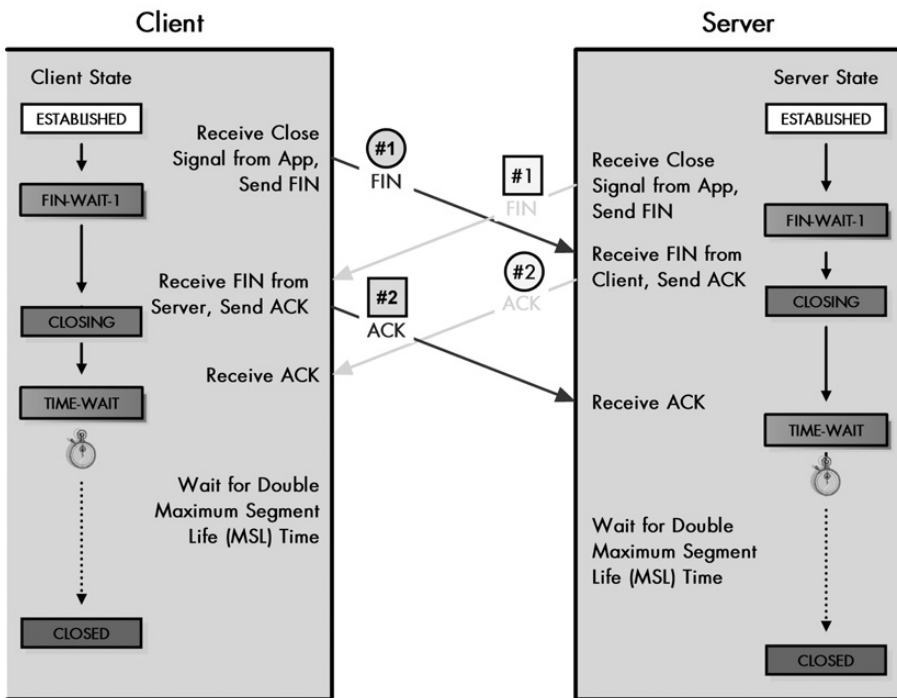 Client
Server
Client State
ESTABLISHED
FIN-WAIT-1
CLOSING
TIME-WAIT
CLOSED
Receive Close
Signal from App,
Send FIN
Receive FIN from
Server, Send ACK
Receive ACK
Wait for Double
Maximum Segment
Life (MSL) Time
#1
FIN
#1
FIN
#2
ACK
#2
ACK
Receive Close
Signal from App,
Send FIN
Receive FIN from
Client, Send ACK
Receive ACK
Wait for Double
Maximum Segment
Life (MSL) Time
Server State
ESTABLISHED
FIN-WAIT-1
CLOSING
TIME-WAIT
CLOSED